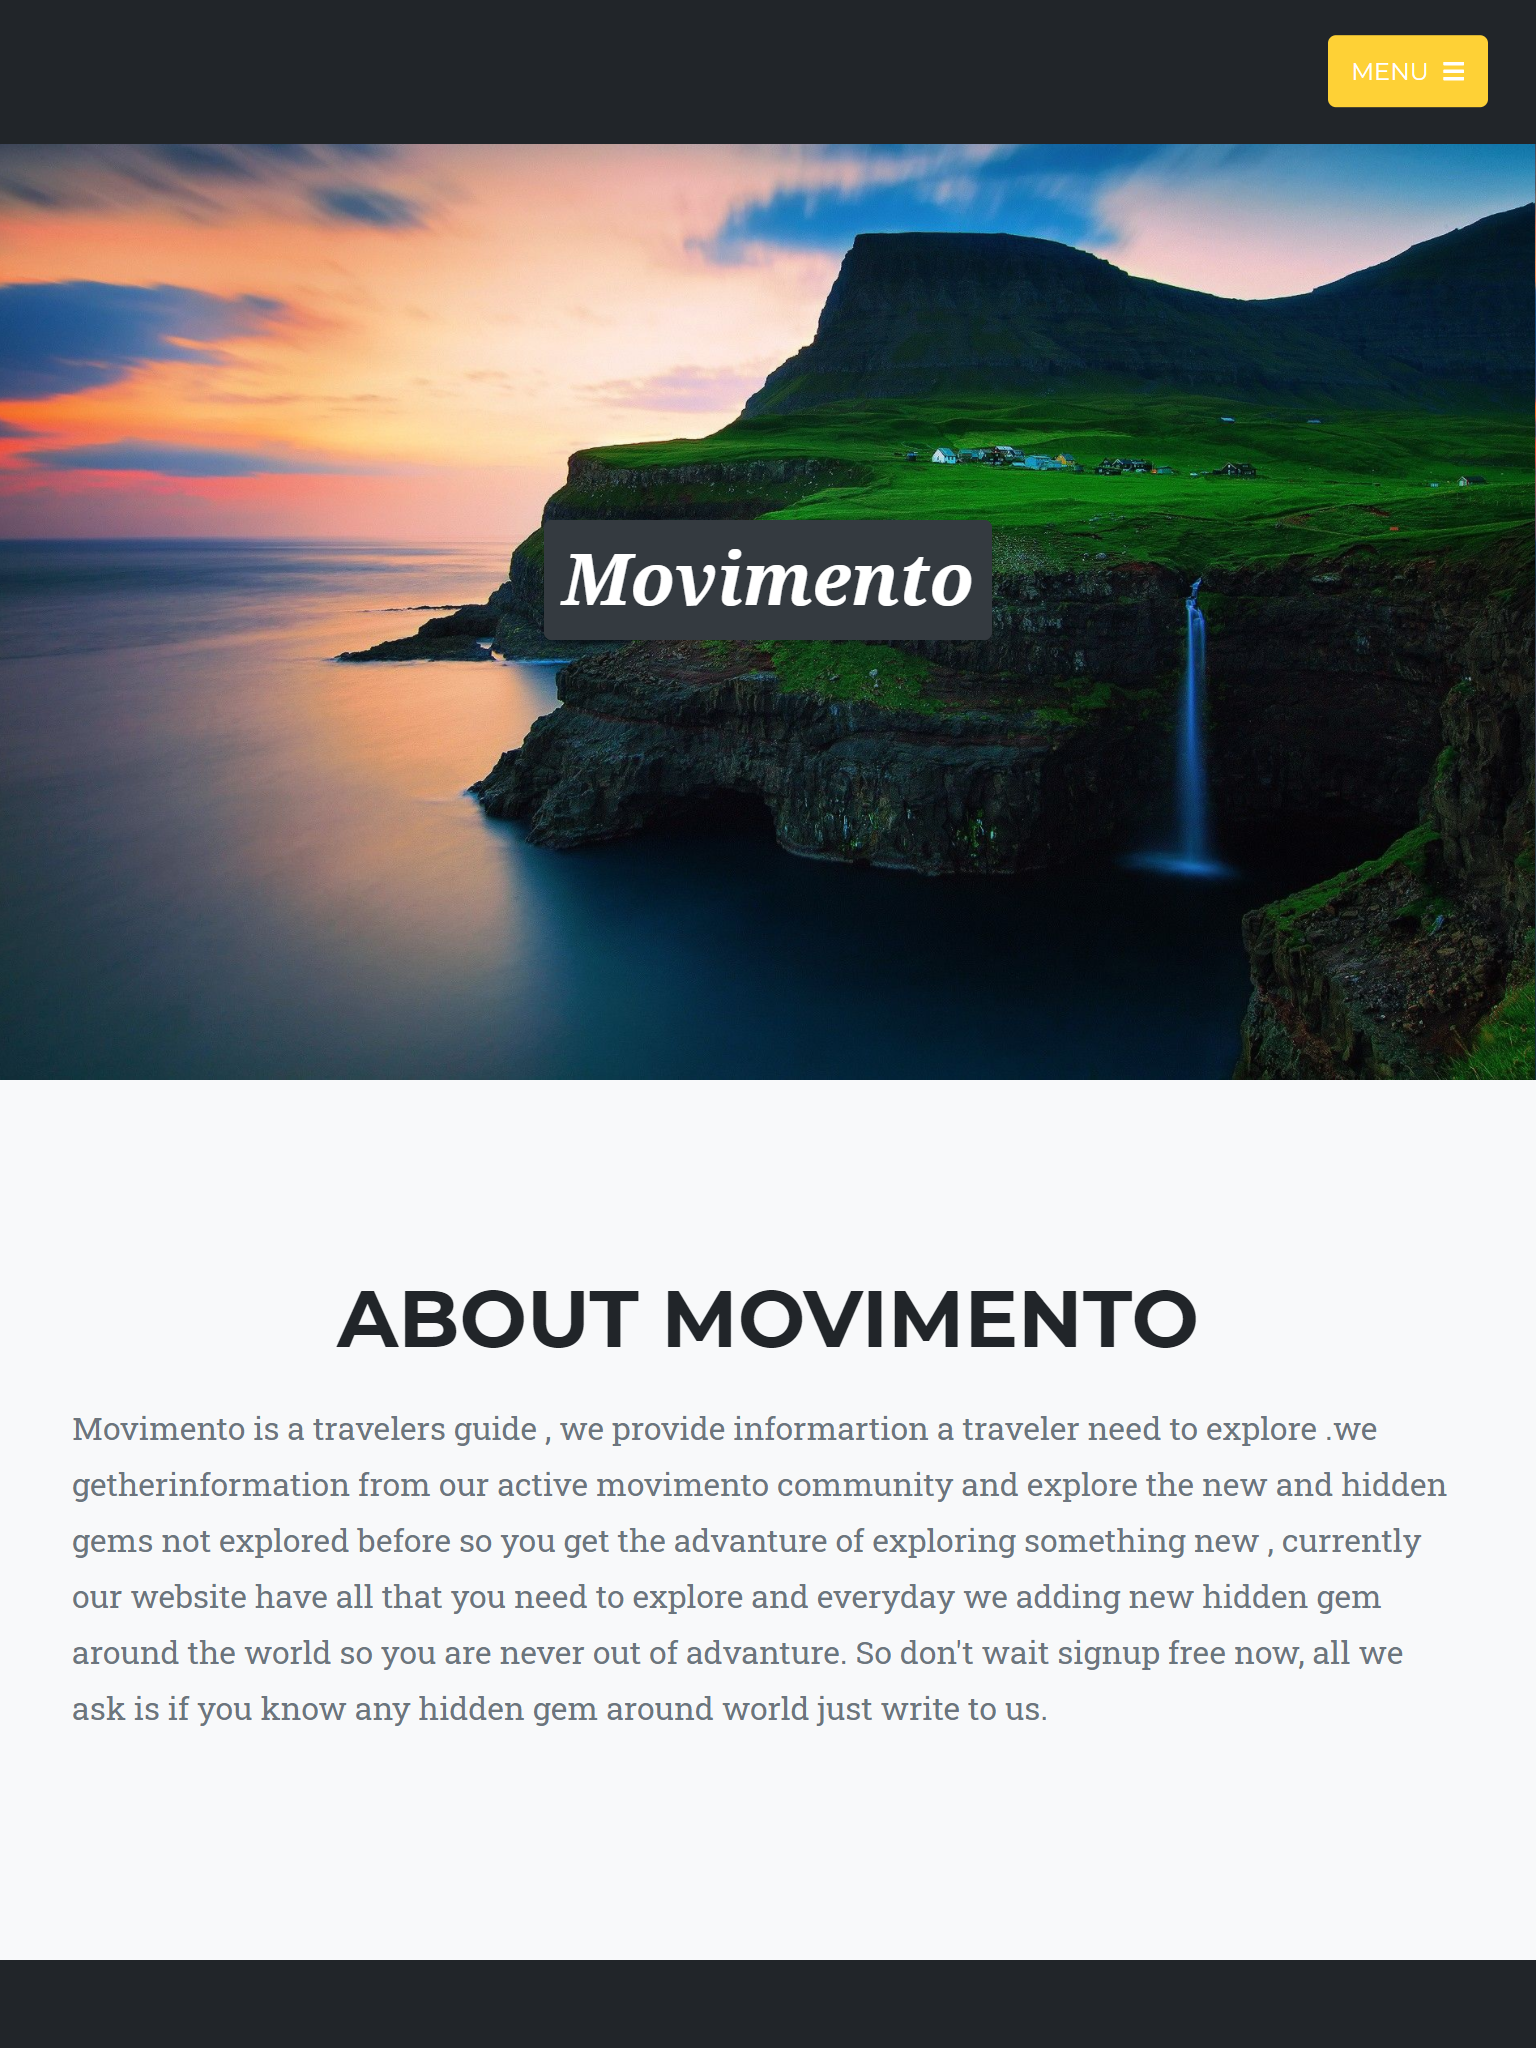 MENU
Movimento
ABOUT MOVIMENTO
Movimento is a travelers guide , we provide informartion a traveler need to explore .we
getherinformation from our active movimento community and explore the new and hidden
gems not explored before so you get the advanture of exploring something new , currently
our website have all that you need to explore and everyday we adding new hidden gem
around the world so you are never out of advanture. So don't wait signup free now, all we
ask is if you know any hidden gem around world just write to us.